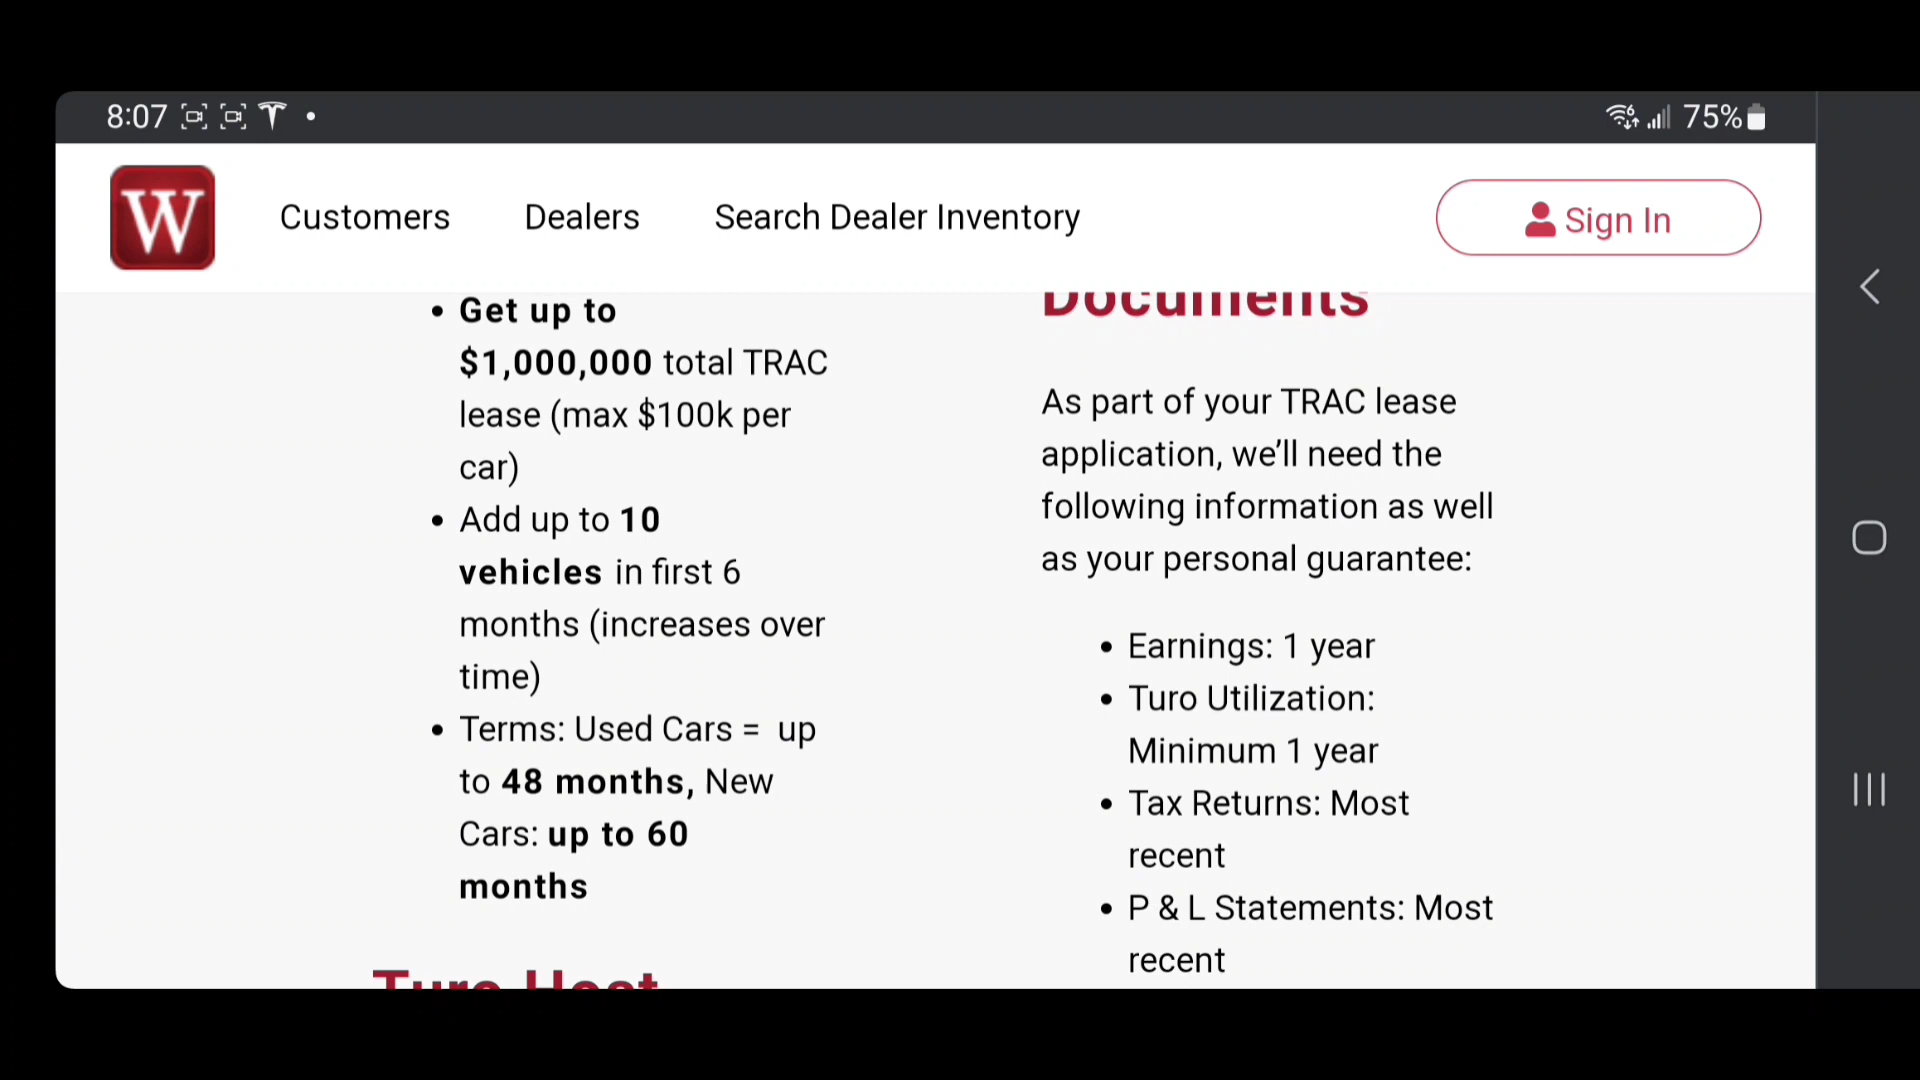 8:07
75%
W
Customers
Dealers
Search Dealer Inventory
Sign In
• Get up to
$1,000,000 total TRAC
lease (max $100k per
car)
• Add up to 10
vehicles in first 6
months (increases over
time)
• Terms: Used Cars = up
to 48 months, New
Cars: up to 60
months
Turo Host
Documents
As part of your TRAC lease
application, we’ll need the
following information as well
as your personal guarantee:
• Earnings: 1 year
• Turo Utilization:
Minimum 1 year
• Tax Returns: Most
recent
• P & L Statements: Most
recent